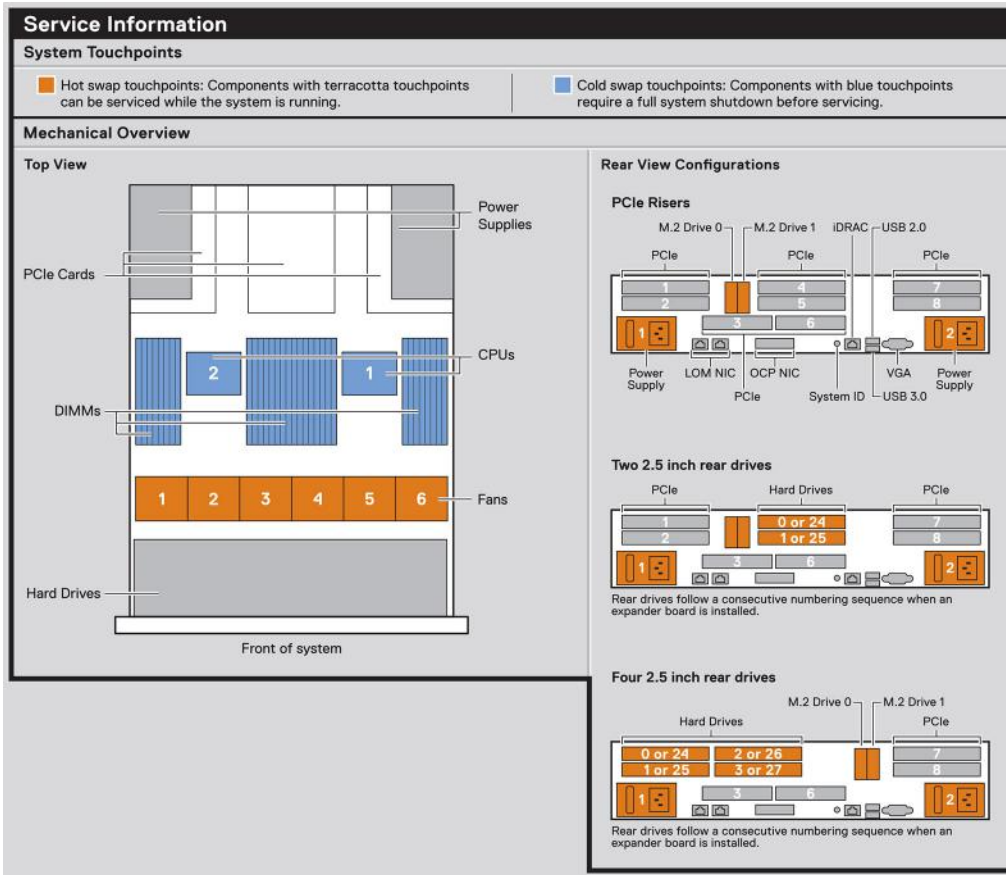 Service Information
System Touchpoints
Hot swap touchpoints: Components with terracotta touchpoints
can be serviced while the system is running.
Cold swap touchpoints: Components with blue touchpoints
require a full system shutdown before servicing.
Mechanical Overview
Top View
Power
Supplies
PCIe Cards
CPUs
2
1
DIMMs
1 2 3 4 5 6
Fans
Hard Drives
Front of system
Rear View Configurations
PCIe Risers
M.2 Drive 0
M.2 Drive 1
iDRAC
USB 2.0
PCIe
PCIe
PCIe
1
4
7
2
5
8
3
6
1
2
Power
Supply
LOM NIC
OCP NIC
VGA
Power
Supply
PCIe
System ID
USB 3.0
Two 2.5 inch rear drives
PCIe
Hard Drives
PCIe
1
0 or 24
7
2
1 or 25
8
3
6
1
2
Rear drives follow a consecutive numbering sequence when an
expander board is installed.
Four 2.5 inch rear drives
M.2 Drive 0
M.2 Drive 1
Hard Drives
PCIe
0 or 24
2 or 26
7
1 or 25
3 or 27
8
3
6
1
2
Rear drives follow a consecutive numbering sequence when an
expander board is installed.